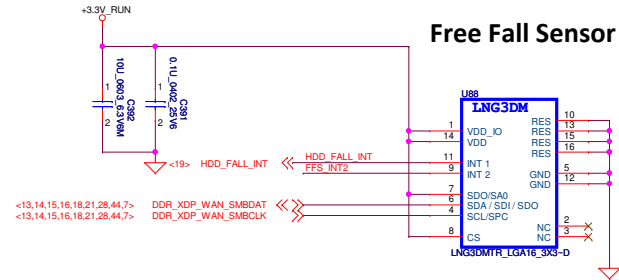 +3.3V_RUN
Free Fall Sensor
1
10U_0603_6.3V6M
C392
2
1
0.1U_0402_25V6
C391
2
U88
LNG3DM
1 VDD_IO
14 VDD
RES 10
RES 13
RES 15
RES 16
<19> HDD_FALL_INT HDD_FALL_INT 11 INT 1
FFS_INT2 9 INT 2
GND 5
GND 12
7 SDO/SA0
<13,14,15,16,18,21,28,44,7> DDR_XDP_WAN_SMBDAT 6 SDA / SDI / SDO
<13,14,15,16,18,21,28,44,7> DDR_XDP_WAN_SMBCLK 4 SCL/SPC
NC 2
NC 3
8 CS
LNG3DMTR_LGA16_3X3~D